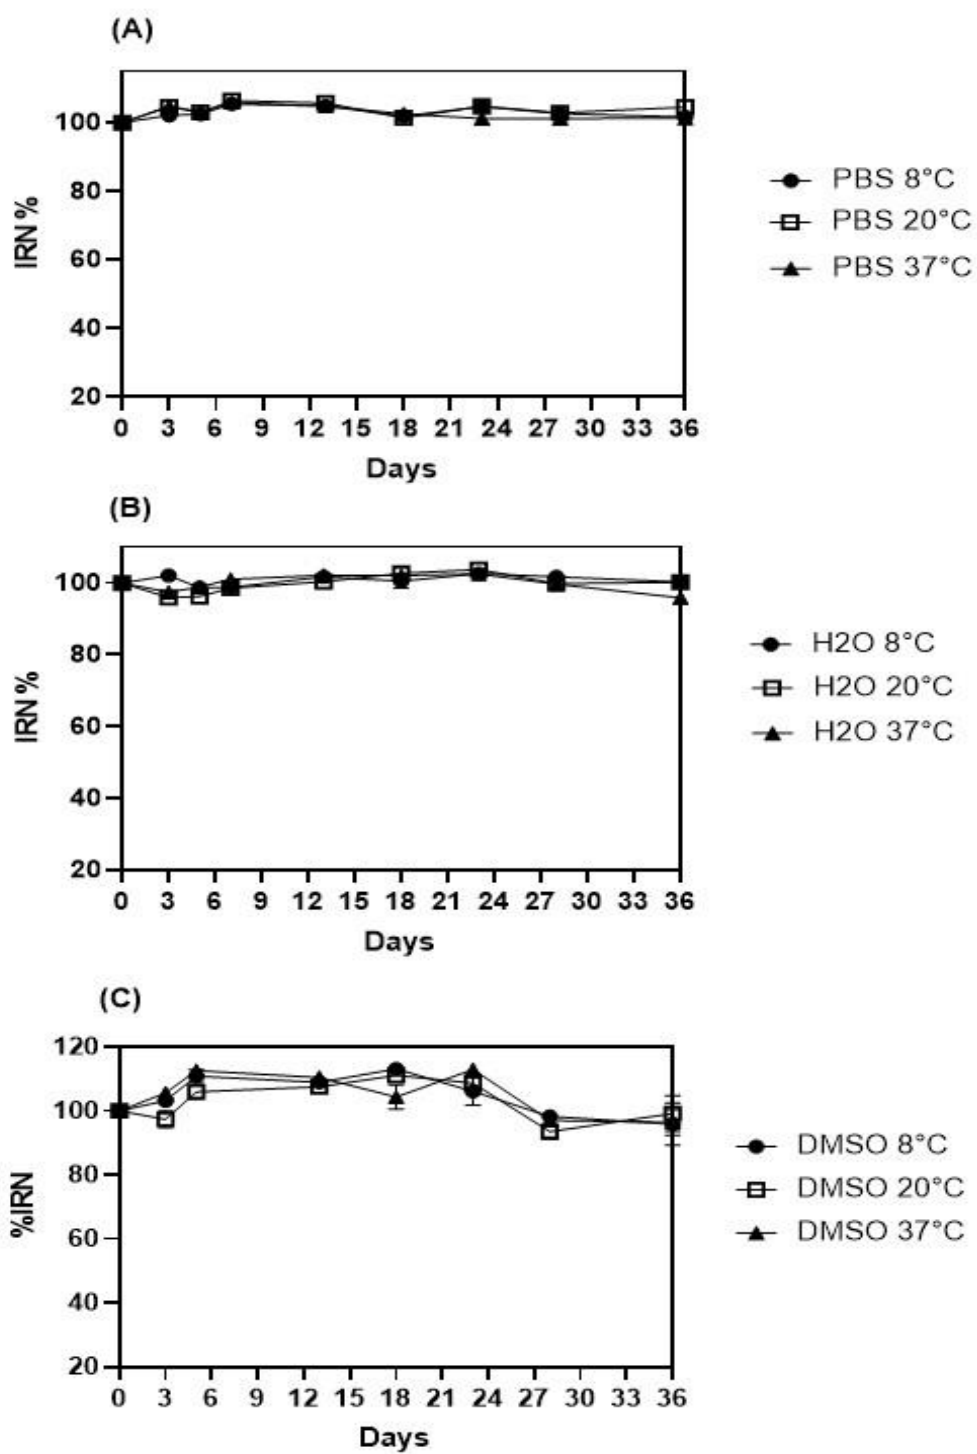 (A)
IRN %
100
80
60
40
20
0 3 6 9 12 15 18 21 24 27 30 33 36
Days
PBS 8°C
PBS 20°C
PBS 37°C
(B)
IRN %
100
80
60
40
20
0 3 6 9 12 15 18 21 24 27 30 33 36
Days
H2O 8°C
H2O 20°C
H2O 37°C
(C)
%IRN
120
100
80
60
40
20
0 3 6 9 12 15 18 21 24 27 30 33 36
Days
DMSO 8°C
DMSO 20°C
DMSO 37°C